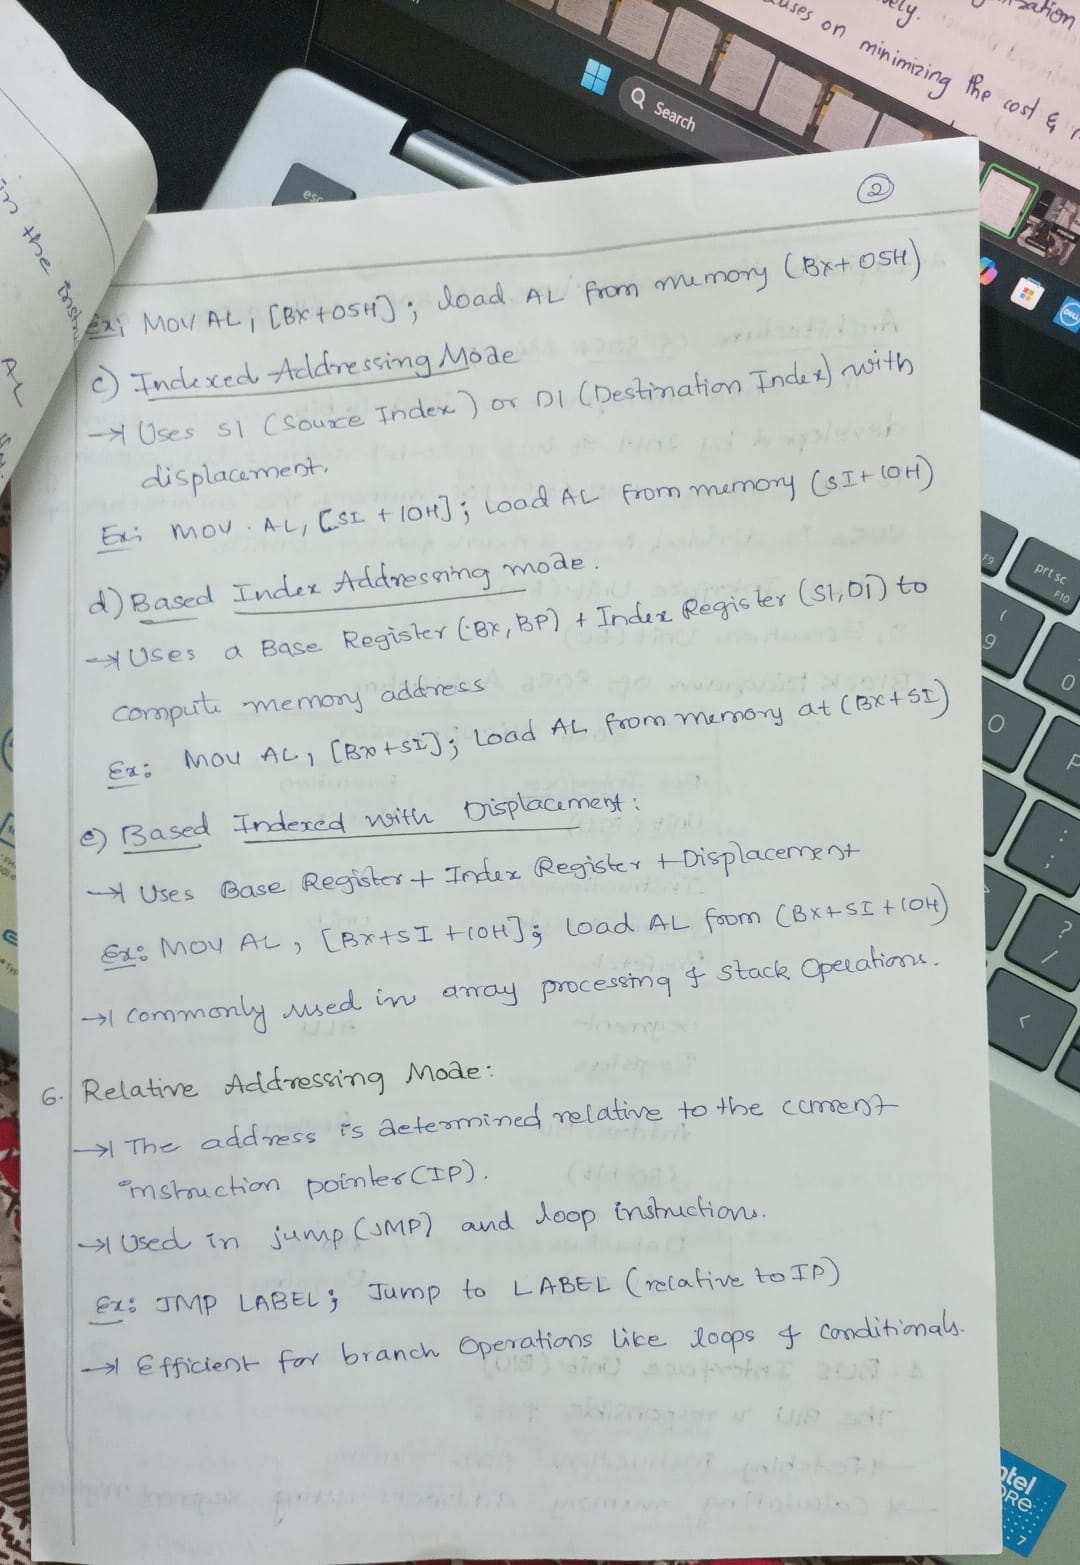 in the instru
uses on minimizing the cost &
vely.
Search
esc
2
Ex; MOV AL, [BX+05H]; load AL from memory (BX+05H)
c) Indexed Addressing Mode
→ Uses SI (Source Index) or DI (Destination Index) with
displacement.
Ex: MOV AL, [SI + 10H]; Load AL from memory (SI+10H)
d) Based Index Addressing mode.
→ Uses a Base Register (BX, BP) + Index Register (SI, DI) to
compute memory address
Ex: MOV AL, [BX+SI]; Load AL from memory at (BX+SI)
e) Based Indexed with Displacement:
→ Uses Base Register + Index Register + Displacement
Ex: MOV AL, [BX+SI +10H]; load AL from (BX+SI+10H)
→ commonly used in array processing & stack Operations.
6. Relative Addressing Mode:
→ The address is determined relative to the current
instruction pointer (IP).
→ Used in jump (JMP) and loop instructions.
Ex: JMP LABEL; Jump to LABEL (relative to IP)
→ Efficient for branch Operations like loops & conditionals.
prt sc
F9
F10
(
9
O
P
intel
CORE
7
DELL